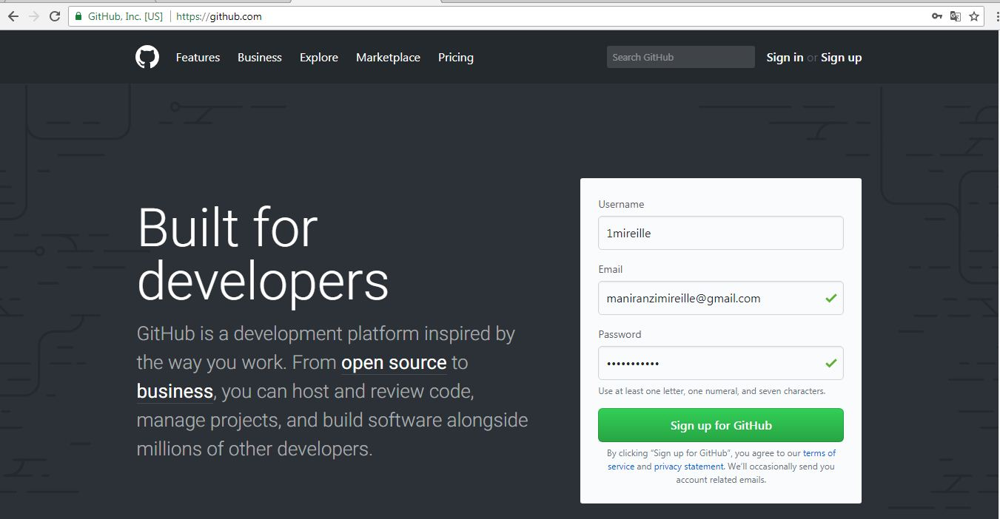 GitHub, Inc. [US] | https://github.com
Features Business Explore Marketplace Pricing Search GitHub Sign in or Sign up
Built for
developers
GitHub is a development platform inspired by
the way you work. From open source to
business, you can host and review code,
manage projects, and build software alongside
millions of other developers.
Username
1mireille
Email
maniranzimireille@gmail.com
Password
•••••••••••
Use at least one letter, one numeral, and seven characters.
Sign up for GitHub
By clicking “Sign up for GitHub”, you agree to our terms of
service and privacy statement. We’ll occasionally send you
account related emails.